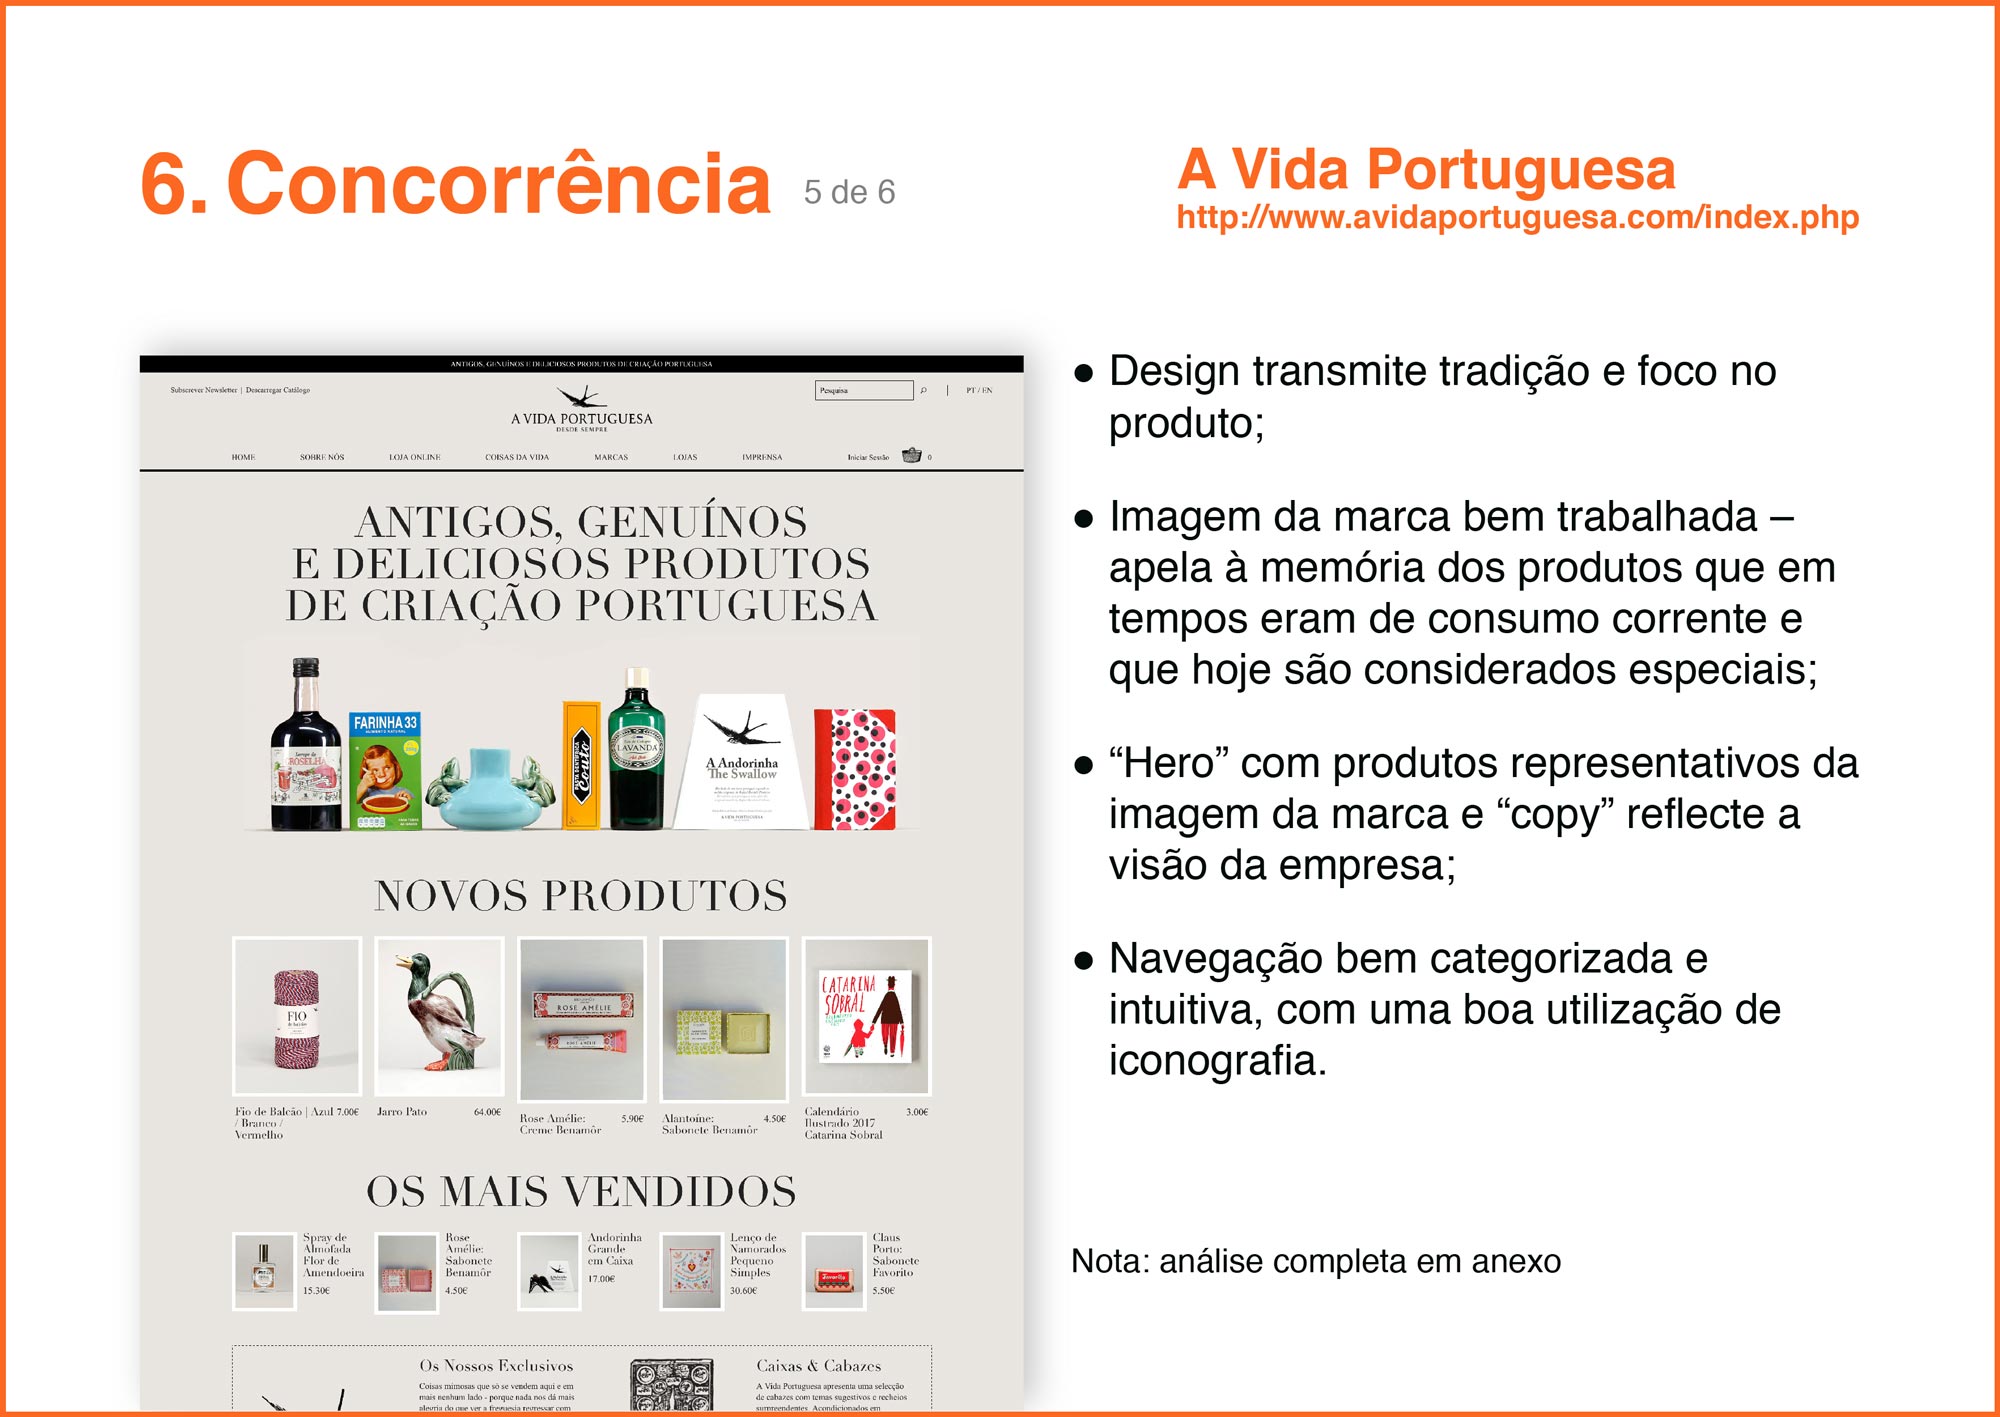 6. Concorrência 5 de 6
A Vida Portuguesa
http://www.avidaportuguesa.com/index.php
ANTIGOS, GENUÍNOS E DELICIOSOS PRODUTOS DE CRIAÇÃO PORTUGUESA
Subscrever Newsletter | Descarregar Catálogo
Pesquisa
PT / EN
A VIDA PORTUGUESA
DESDE SEMPRE
HOME SOBRE NÓS LOJA ONLINE COISAS DA VIDA MARCAS LOJAS IMPRENSA Iniciar Sessão 0
ANTIGOS, GENUÍNOS
E DELICIOSOS PRODUTOS
DE CRIAÇÃO PORTUGUESA
ROSELHA
FARINHA 33
Couto
LAVANDA
A Andorinha
The Swallow
A VIDA PORTUGUESA
NOVOS PRODUTOS
FIO
ROSE AMÉLIE
CATARINA
SOBRAL
Fio de Balcão | Azul 7.00€
/ Branco /
Vermelho
Jarro Pato 64.00€
Rose Amélie: 5.90€
Creme Benamôr
Alantoíne: 4.50€
Sabonete Benamôr
Calendário 3.00€
Ilustrado 2017
Catarina Sobral
OS MAIS VENDIDOS
Spray de
Almofada
Flor de
Amendoeira
15.30€
Rose
Amélie:
Sabonete
Benamôr
4.50€
Andorinha
Grande
em Caixa
17.00€
Lenço de
Namorados
Pequeno
Simples
30.60€
Claus
Porto:
Sabonete
Favorito
5.50€
Os Nossos Exclusivos
Coisas mimosas que só se vendem aqui e em
mais nenhum lado - porque nada nos dá mais
alegria do que ver a freguesia regressar com
Caixas & Cabazes
A Vida Portuguesa apresenta uma selecção
de cabazes com temas sugestivos e recheios
surpreendentes. Acondicionados em
● Design transmite tradição e foco no
produto;
● Imagem da marca bem trabalhada –
apela à memória dos produtos que em
tempos eram de consumo corrente e
que hoje são considerados especiais;
● “Hero” com produtos representativos da
imagem da marca e “copy” reflecte a
visão da empresa;
● Navegação bem categorizada e
intuitiva, com uma boa utilização de
iconografia.
Nota: análise completa em anexo